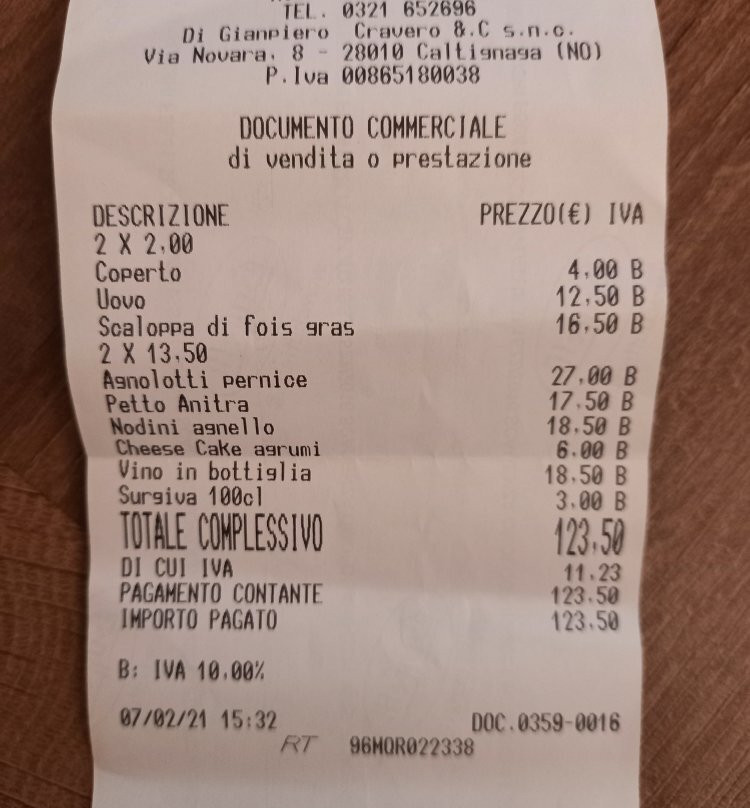 TEL. 0321 652696
Di Gianpiero Cravero &.C s.n.c.
Via Novara, 8 - 28010 Caltignaga (NO)
P.Iva 00865180038
DOCUMENTO COMMERCIALE
di vendita o prestazione
DESCRIZIONE PREZZO(€) IVA
2 X 2,00
Coperto 4,00 B
Uovo 12,50 B
Scaloppa di fois gras 16,50 B
2 X 13,50
Agnolotti pernice 27,00 B
Petto Anitra 17,50 B
Nodini agnello 18,50 B
Cheese Cake agrumi 6,00 B
Vino in bottiglia 18,50 B
Surgiva 100cl 3,00 B
TOTALE COMPLESSIVO 123,50
DI CUI IVA 11,23
PAGAMENTO CONTANTE 123,50
IMPORTO PAGATO 123,50
B: IVA 10,00%
07/02/21 15:32 DOC.0359-0016
RT 96MOR022338